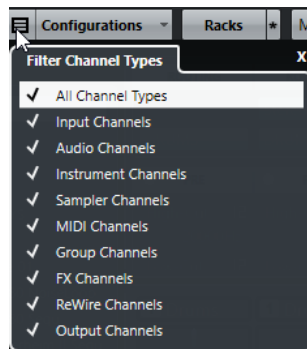 Configurations Racks * M
Filter Channel Types X
✓ All Channel Types
✓ Input Channels
✓ Audio Channels
✓ Instrument Channels
✓ Sampler Channels
✓ MIDI Channels
✓ Group Channels
✓ FX Channels
✓ ReWire Channels
✓ Output Channels